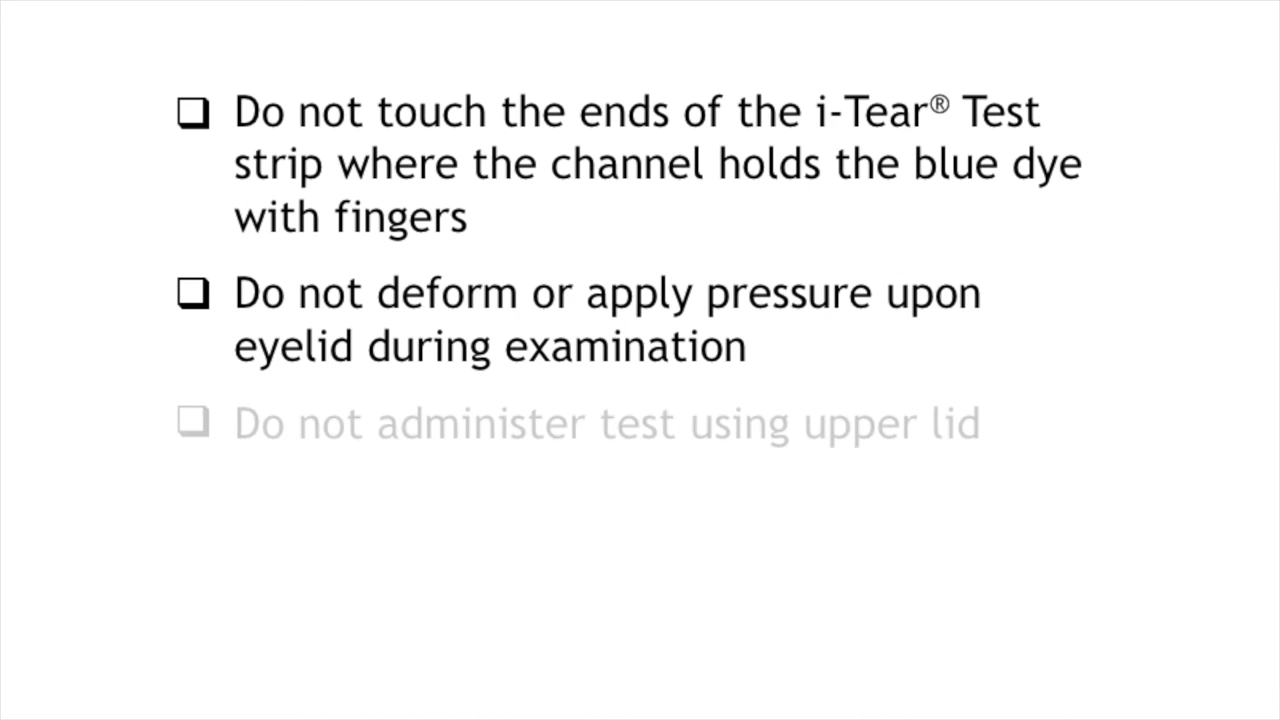 ❑ Do not touch the ends of the i-Tear® Test
strip where the channel holds the blue dye
with fingers
❑ Do not deform or apply pressure upon
eyelid during examination
❑ Do not administer test using upper lid